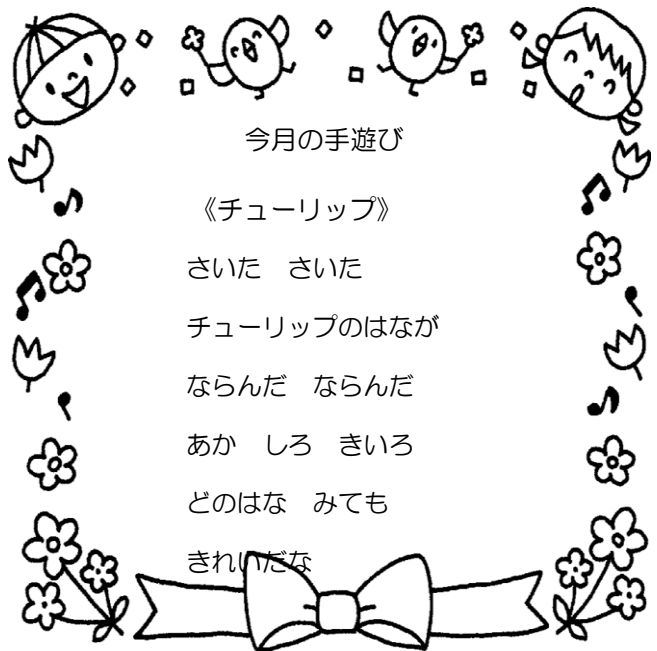 今月の手遊び
《チューリップ》
さいた　さいた
チューリップのはなが
ならんだ　ならんだ
あか　しろ　きいろ
どのはな　みても
きれいだな